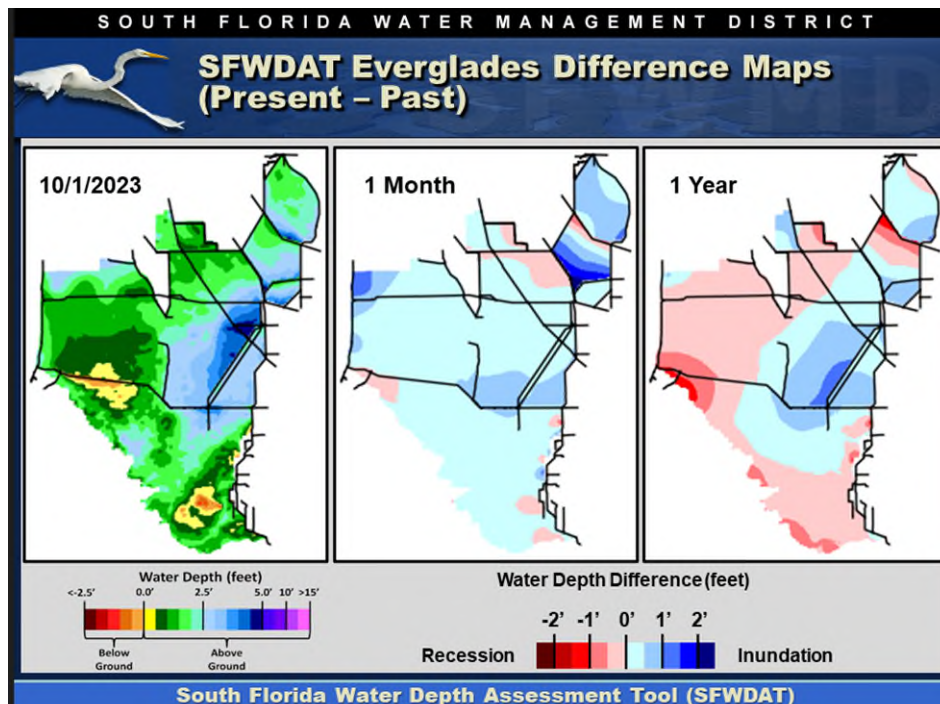 SOUTH FLORIDA WATER MANAGEMENT DISTRICT
SFWDAT Everglades Difference Maps
(Present – Past)
10/1/2023
1 Month
1 Year
Water Depth (feet)
<-2.5' 0.0' 2.5' 5.0' 10' >15'
Below
Ground
Above
Ground
Water Depth Difference (feet)
-2' -1' 0' 1' 2'
Recession
Inundation
South Florida Water Depth Assessment Tool (SFWDAT)